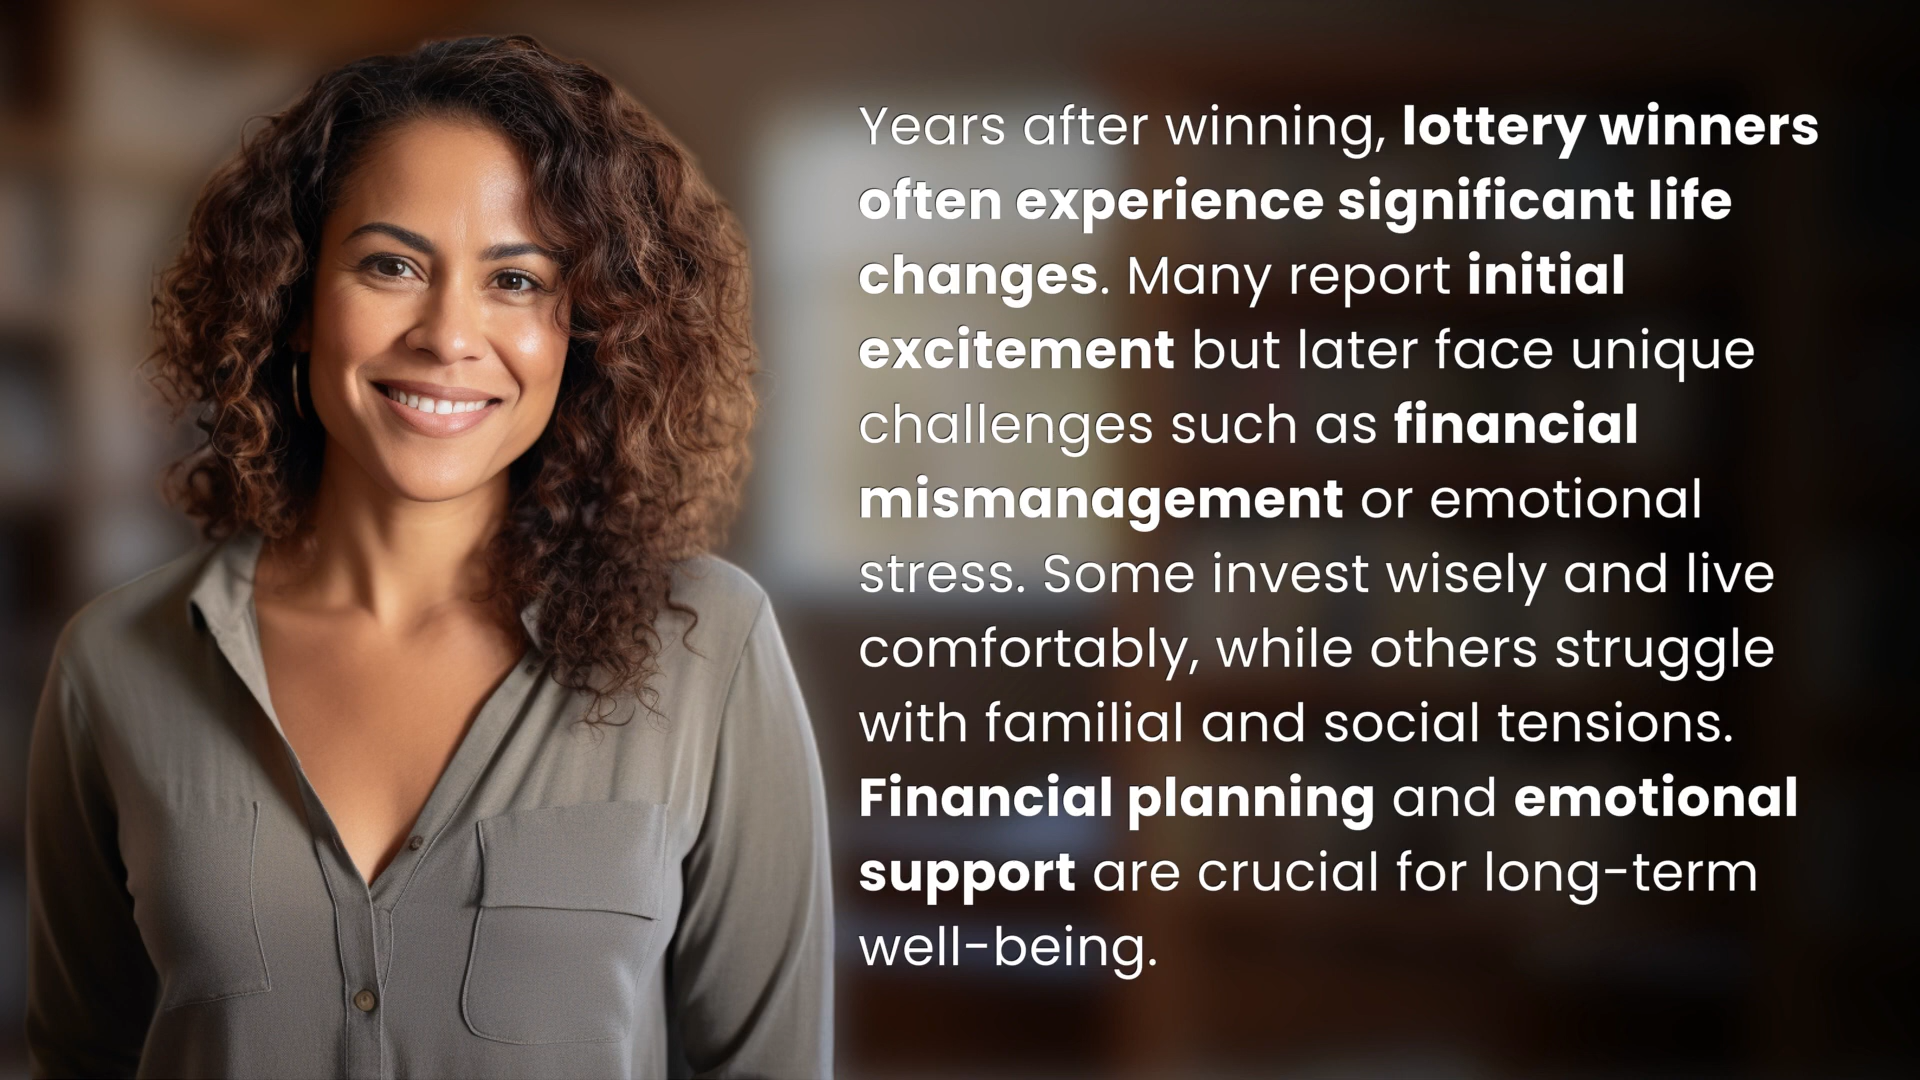 Years after winning, lottery winners
often experience significant life
changes. Many report initial
excitement but later face unique
challenges such as financial
mismanagement or emotional
stress. Some invest wisely and live
comfortably, while others struggle
with familial and social tensions.
Financial planning and emotional
support are crucial for long-term
well-being.